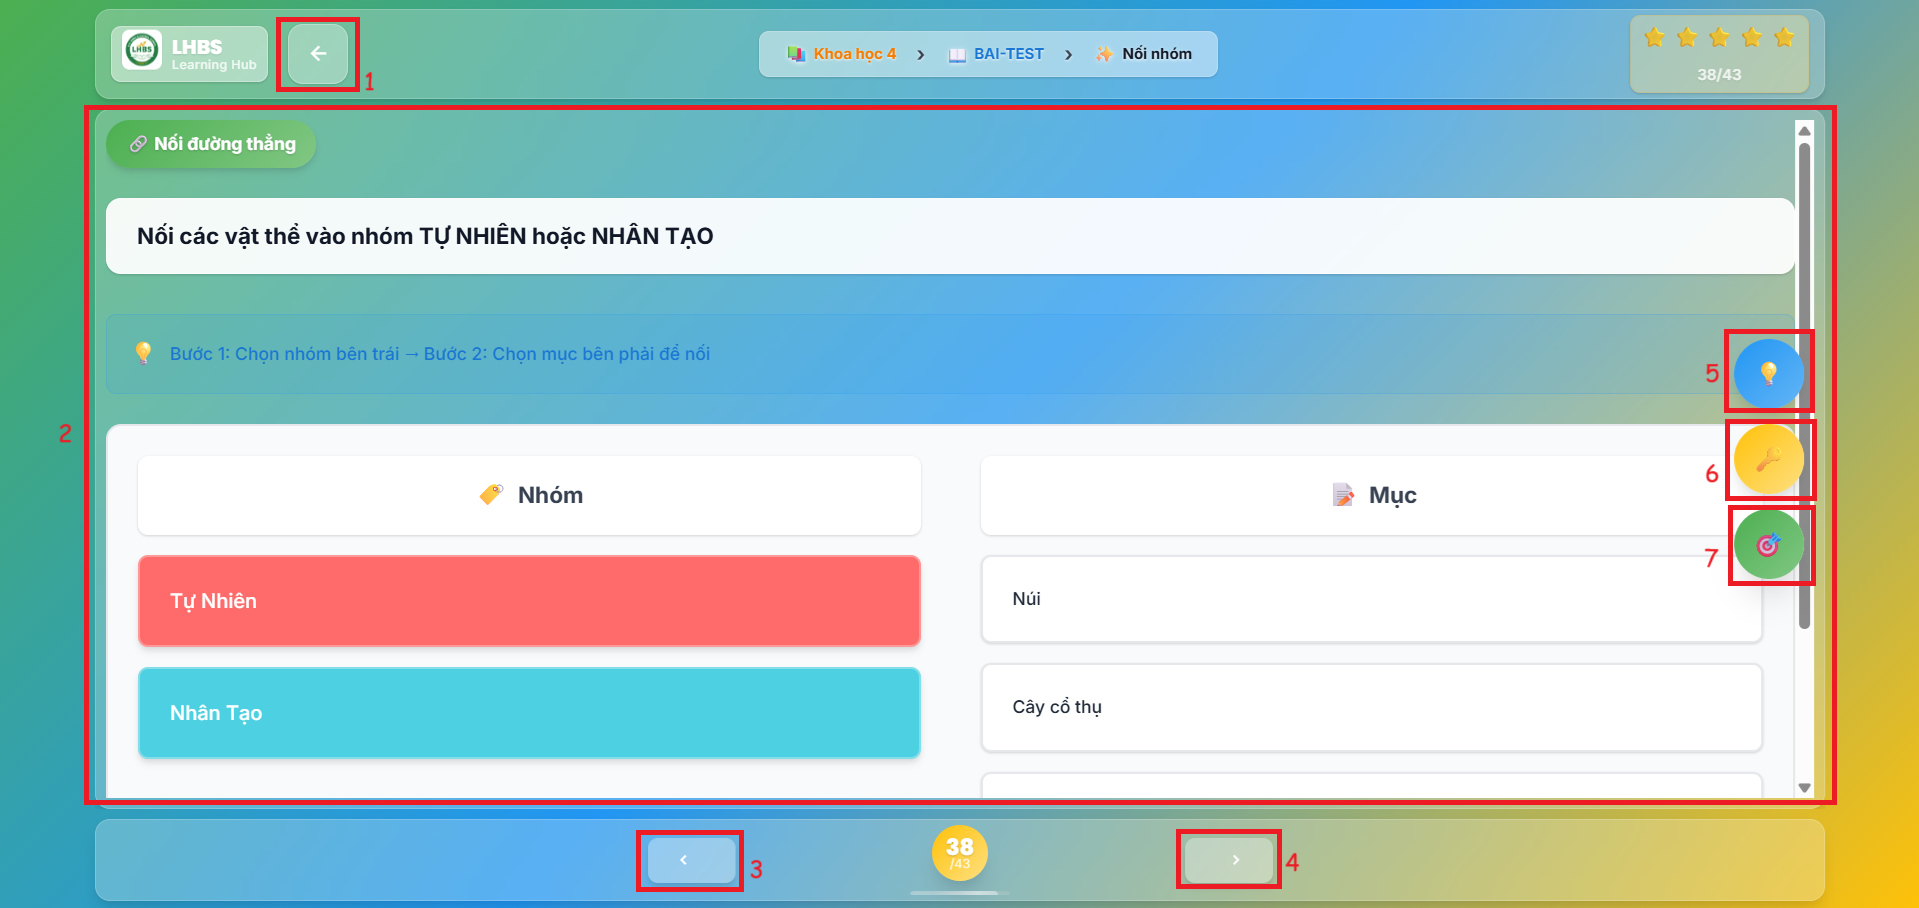 LHBS
LHBS
Learning Hub
1
Khoa học 4 › BAI-TEST › Nối nhóm
38/43
Nối đường thẳng
Nối các vật thể vào nhóm TỰ NHIÊN hoặc NHÂN TẠO
Bước 1: Chọn nhóm bên trái → Bước 2: Chọn mục bên phải để nối
5
2
6
Nhóm
Mục
7
Tự Nhiên
Núi
Nhân Tạo
Cây cổ thụ
3
38
/43
4